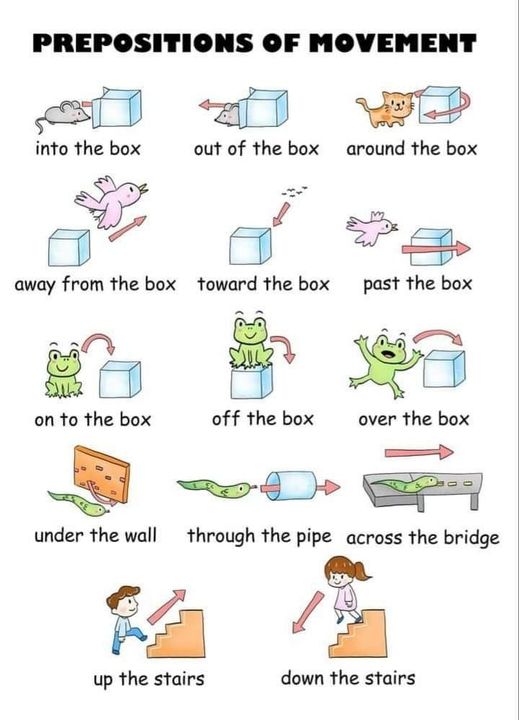 PREPOSITIONS OF MOVEMENT
into the box
out of the box
around the box
away from the box
toward the box
past the box
on to the box
off the box
over the box
under the wall
through the pipe
across the bridge
up the stairs
down the stairs